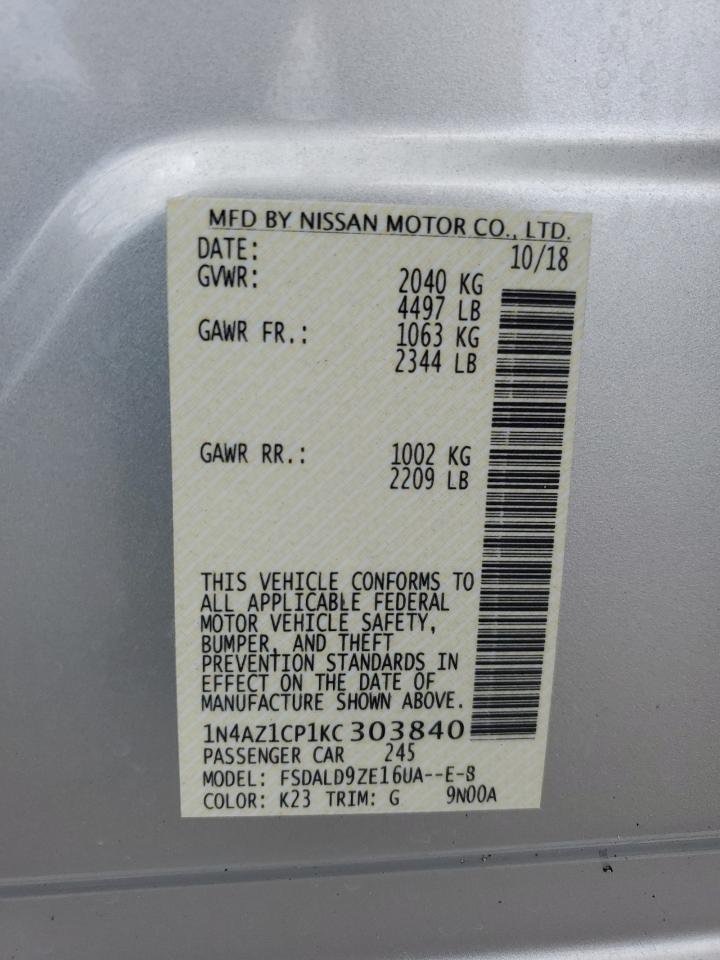 MFD BY NISSAN MOTOR CO., LTD.
DATE: 10/18
GVWR: 2040 KG
4497 LB
GAWR FR.: 1063 KG
2344 LB
GAWR RR.: 1002 KG
2209 LB
THIS VEHICLE CONFORMS TO
ALL APPLICABLE FEDERAL
MOTOR VEHICLE SAFETY,
BUMPER, AND THEFT
PREVENTION STANDARDS IN
EFFECT ON THE DATE OF
MANUFACTURE SHOWN ABOVE.
1N4AZ1CP1KC303840
PASSENGER CAR 245
MODEL: FSDALD9ZE16UA--E-8
COLOR: K23 TRIM: G 9N00A